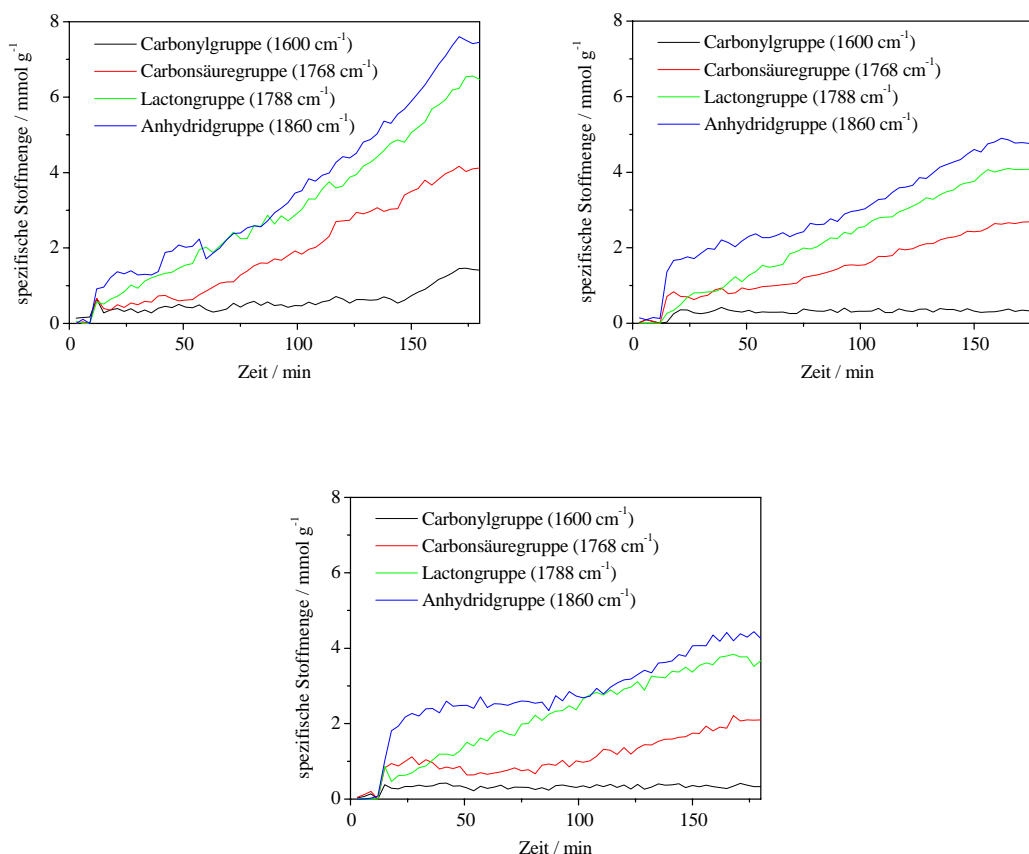 8
6
4
2
0
spezifische Stoffmenge / mmol g⁻¹
Carbonylgruppe (1600 cm⁻¹)
Carbonsäuregruppe (1768 cm⁻¹)
Lactongruppe (1788 cm⁻¹)
Anhydridgruppe (1860 cm⁻¹)
0 50 100 150
Zeit / min
8
6
4
2
0
spezifische Stoffmenge / mmol g⁻¹
Carbonylgruppe (1600 cm⁻¹)
Carbonsäuregruppe (1768 cm⁻¹)
Lactongruppe (1788 cm⁻¹)
Anhydridgruppe (1860 cm⁻¹)
0 50 100 150
Zeit / min
8
6
4
2
0
spezifische Stoffmenge / mmol g⁻¹
Carbonylgruppe (1600 cm⁻¹)
Carbonsäuregruppe (1768 cm⁻¹)
Lactongruppe (1788 cm⁻¹)
Anhydridgruppe (1860 cm⁻¹)
0 50 100 150
Zeit / min